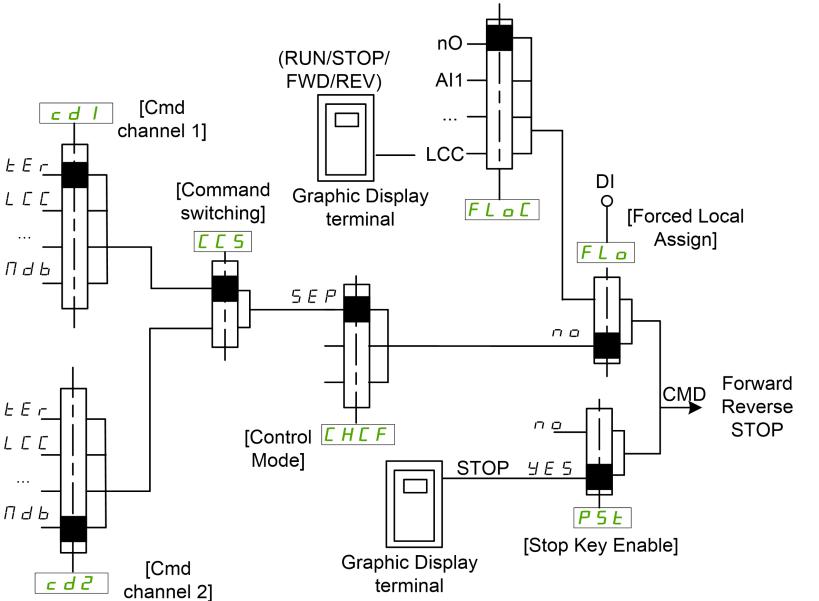 (RUN/STOP/
FWD/REV)
nO
AI1
...
LCC
Graphic Display
terminal
FLoC
cd1
[Cmd
channel 1]
tEr
LCC
...
Ndb
[Command
switching]
CCS
DI
[Forced Local
Assign]
FLo
SEP
no
tEr
LCC
...
Ndb
cd2
[Cmd
channel 2]
[Control
Mode]
CHCF
CMD
Forward
Reverse
STOP
no
STOP
YES
PSt
[Stop Key Enable]
Graphic Display
terminal